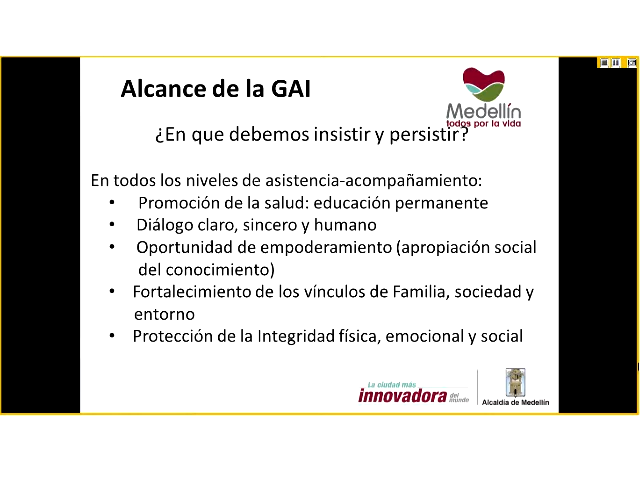 Alcance de la GAI
Medellín
todos por la vida
¿En que debemos insistir y persistir?
En todos los niveles de asistencia-acompañamiento:
• Promoción de la salud: educación permanente
• Diálogo claro, sincero y humano
• Oportunidad de empoderamiento (apropiación social
del conocimiento)
• Fortalecimiento de los vínculos de Familia, sociedad y
entorno
• Protección de la Integridad física, emocional y social
La ciudad más
innovadora del
mundo
Alcaldía de Medellín